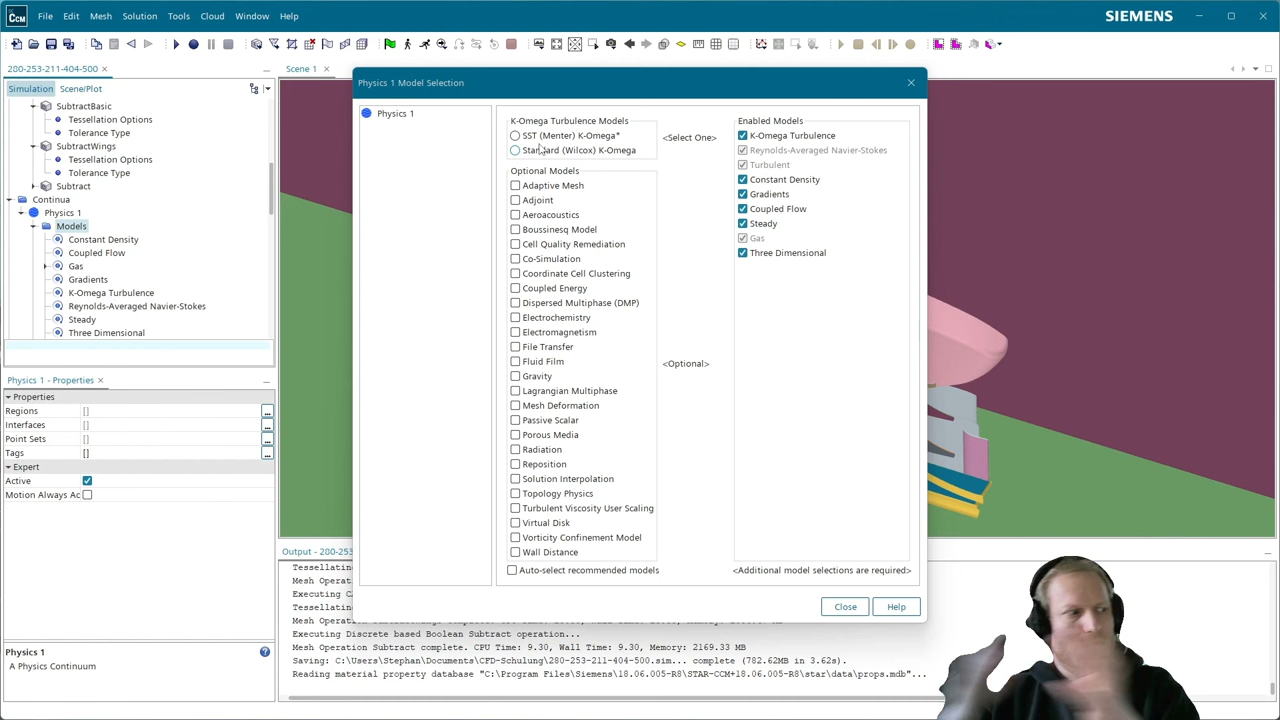 CCM File Edit Mesh Solution Tools Cloud Window Help SIEMENS
280-253-211-404-500
Simulation Scene/Plot
SubtractBasic
Tessellation Options
Tolerance Type
SubtractWings
Tessellation Options
Tolerance Type
Subtract
Continua
Physics 1
Models
Constant Density
Coupled Flow
Gas
Gradients
K-Omega Turbulence
Reynolds-Averaged Navier-Stokes
Steady
Three Dimensional
Physics 1 - Properties
Properties
Regions []
Interfaces []
Point Sets []
Tags []
Expert
Active
Motion Always Ac
Physics 1
A Physics Continuum
Scene 1
Physics 1 Model Selection
Physics 1
K-Omega Turbulence Models
SST (Menter) K-Omega*
Standard (Wilcox) K-Omega
<Select One>
Optional Models
Adaptive Mesh
Adjoint
Aeroacoustics
Boussinesq Model
Cell Quality Remediation
Co-Simulation
Coordinate Cell Clustering
Coupled Energy
Dispersed Multiphase (DMP)
Electrochemistry
Electromagnetism
File Transfer
Fluid Film
Gravity
Lagrangian Multiphase
Mesh Deformation
Passive Scalar
Porous Media
Radiation
Reposition
Solution Interpolation
Topology Physics
Turbulent Viscosity User Scaling
Virtual Disk
Vorticity Confinement Model
Wall Distance
<Optional>
Auto-select recommended models
Enabled Models
K-Omega Turbulence
Reynolds-Averaged Navier-Stokes
Turbulent
Constant Density
Gradients
Coupled Flow
Steady
Gas
Three Dimensional
<Additional model selections are required>
Close Help
Output - 280-253
Tessellatin
Mesh Operat
Executing C
Tessellatin
Executing Discrete based Boolean Subtract operation...
Mesh Operation Subtract complete. CPU Time: 9.30, Wall Time: 9.30, Memory: 2169.33 MB
Saving: C:\Users\Stephan\Documents\CFD-Schulung\280-253-211-404-500.sim... complete (782.62MB in 3.62s).
Reading material property database "C:\Program Files\Siemens\18.06.005-R8\STAR-CCM+18.06.005-R8\star\data\props.mdb"...